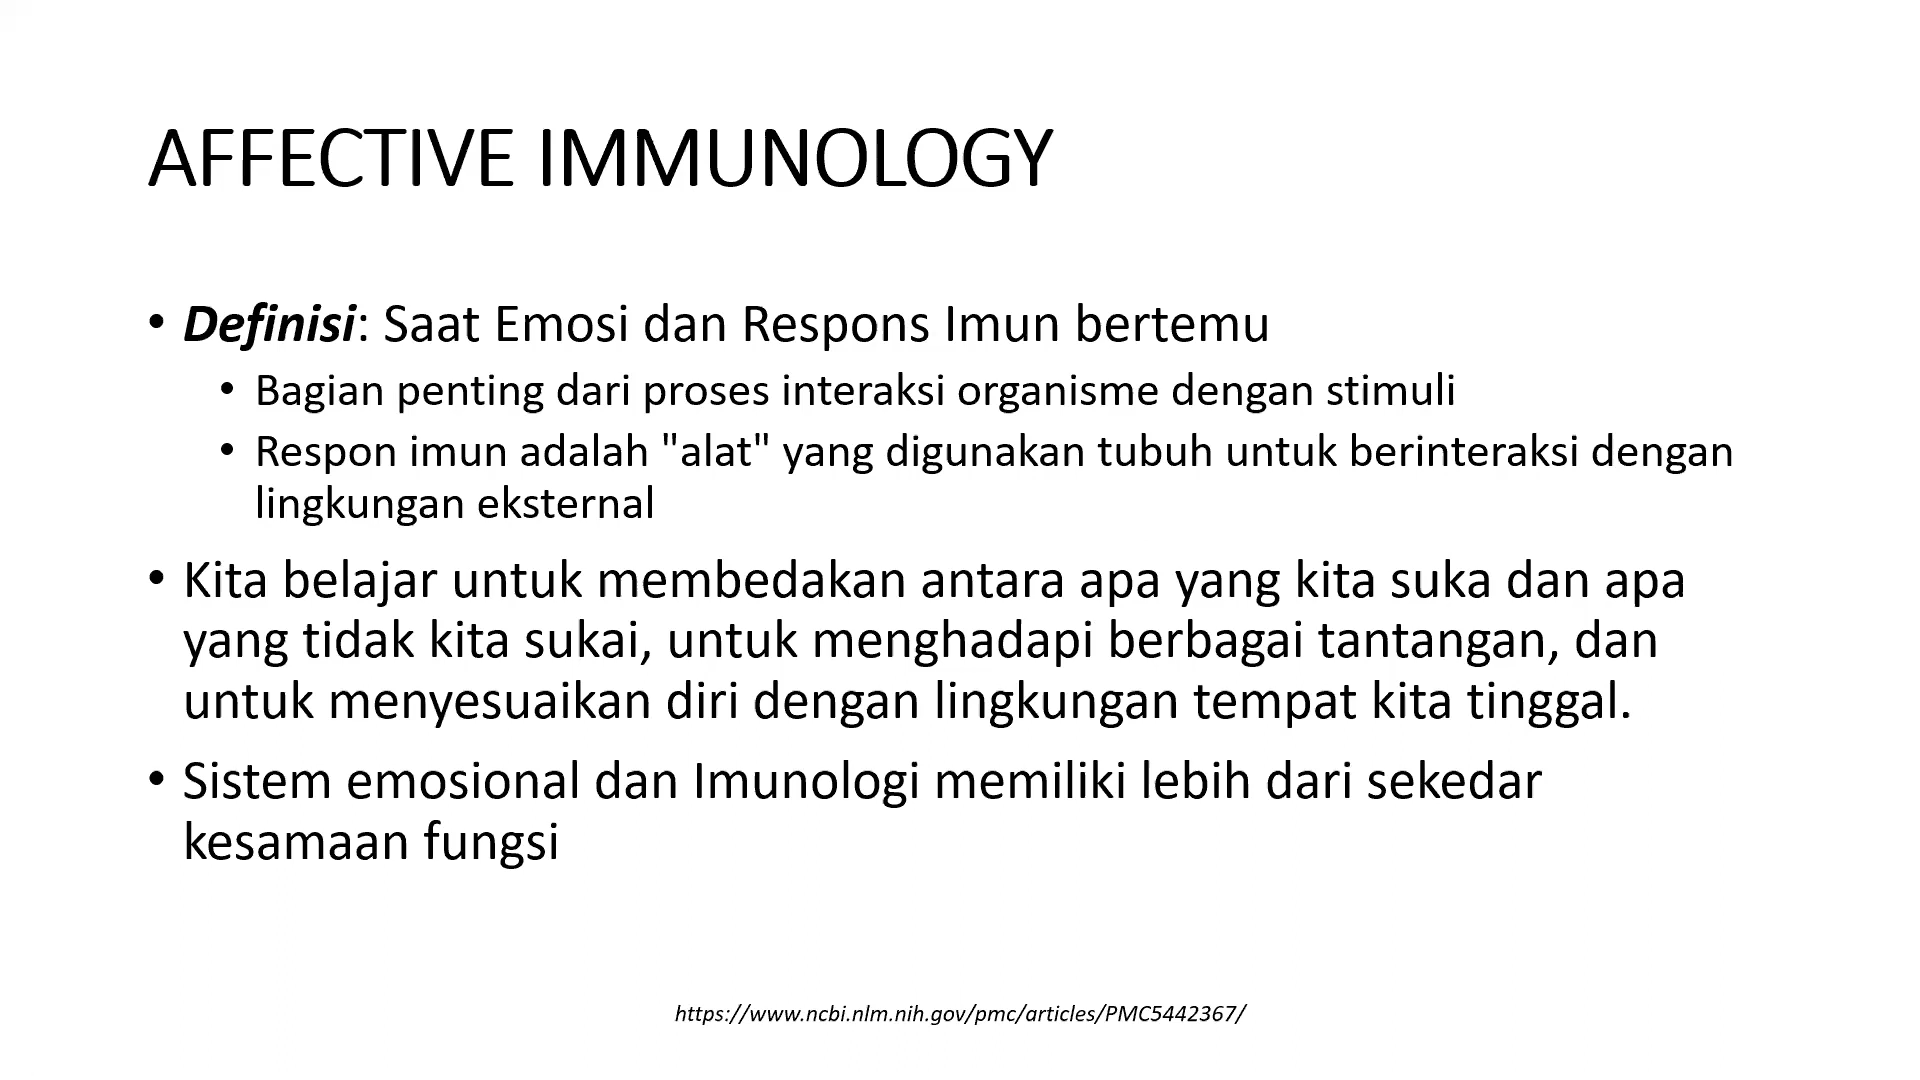 AFFECTIVE IMMUNOLOGY
• Definisi: Saat Emosi dan Respons Imun bertemu
• Bagian penting dari proses interaksi organisme dengan stimuli
• Respon imun adalah "alat" yang digunakan tubuh untuk berinteraksi dengan
lingkungan eksternal
• Kita belajar untuk membedakan antara apa yang kita suka dan apa
yang tidak kita sukai, untuk menghadapi berbagai tantangan, dan
untuk menyesuaikan diri dengan lingkungan tempat kita tinggal.
• Sistem emosional dan Imunologi memiliki lebih dari sekedar
kesamaan fungsi
https://www.ncbi.nlm.nih.gov/pmc/articles/PMC5442367/